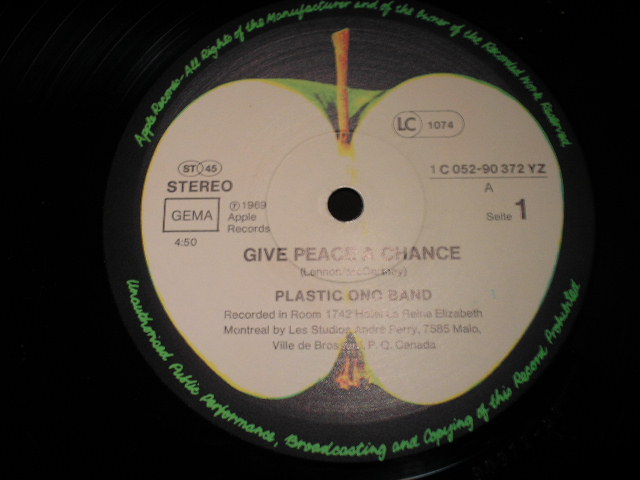 Apple Records-All Rights of the Manufacturer and of the Owner of the Recorded Work Reserved
LC 1074
ST 45
STEREO
1 C 052-90 372 YZ
A
GEMA
℗ 1969
Apple
Records
Seite 1
4:50
GIVE PEACE A CHANCE
(Lennon/McCartney)
PLASTIC ONO BAND
Recorded in Room 1742 Hotel La Reine Elizabeth
Montreal by Les Studios André Perry, 7585 Malo,
Ville de Brossard, P. Q. Canada
Unauthorised Public Performance, Broadcasting and Copying of this Record Prohibited